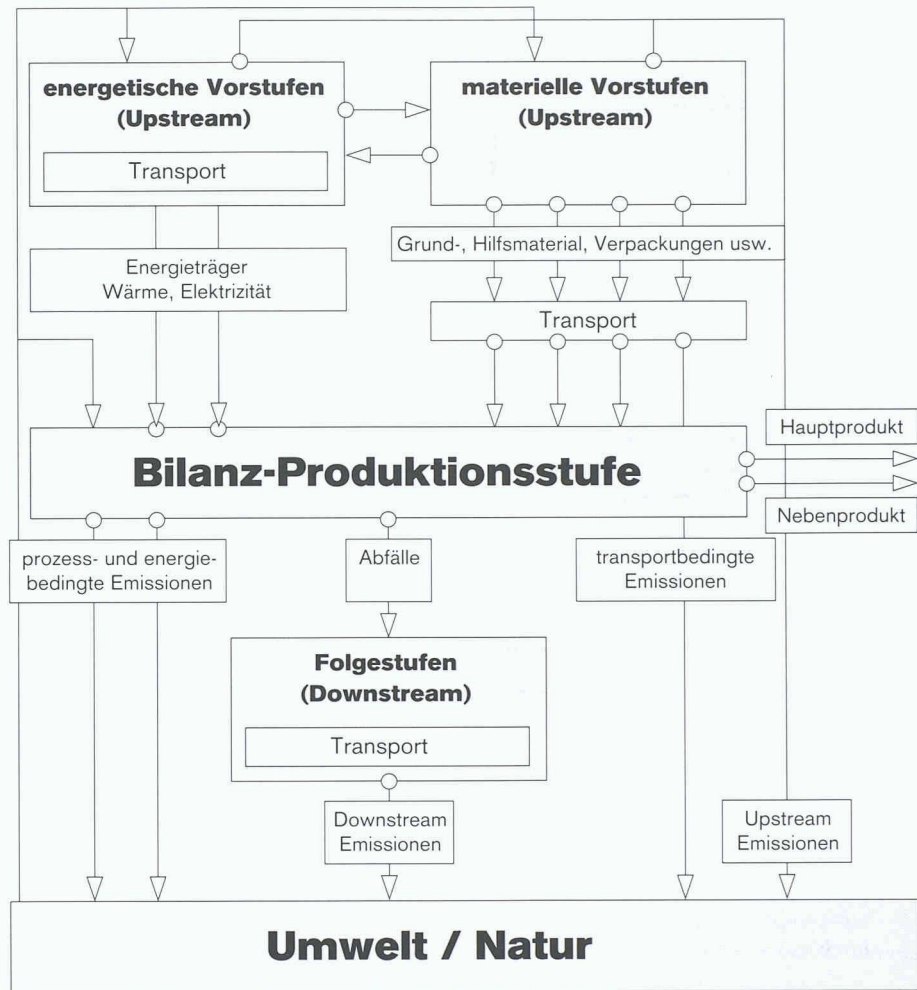 energetische Vorstufen
(Upstream)
Transport
materielle Vorstufen
(Upstream)
Energieträger
Wärme, Elektrizität
Grund-, Hilfsmaterial, Verpackungen usw.
Transport
Bilanz-Produktionsstufe
Hauptprodukt
Nebenprodukt
prozess- und energie-
bedingte Emissionen
Abfälle
transportbedingte
Emissionen
Folgestufen
(Downstream)
Transport
Downstream
Emissionen
Upstream
Emissionen
Umwelt / Natur